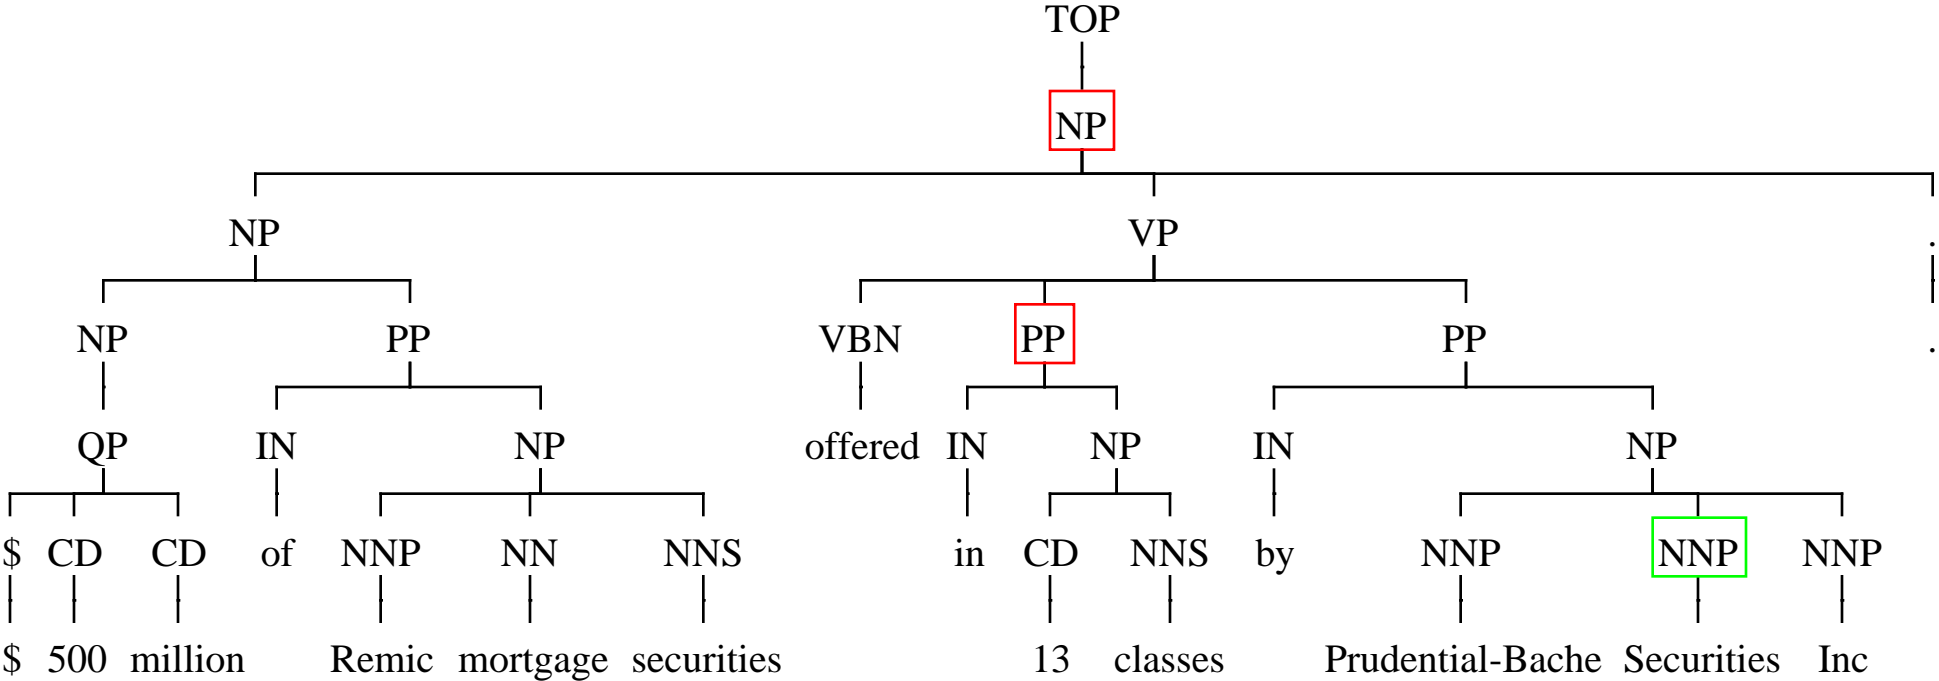 TOP
NP
NP VP .
NP PP VBN PP PP .
QP IN NP offered IN NP IN NP
$ CD CD of NNP NN NNS in CD NNS by NNP NNP NNP
$ 500 million Remic mortgage securities 13 classes Prudential-Bache Securities Inc